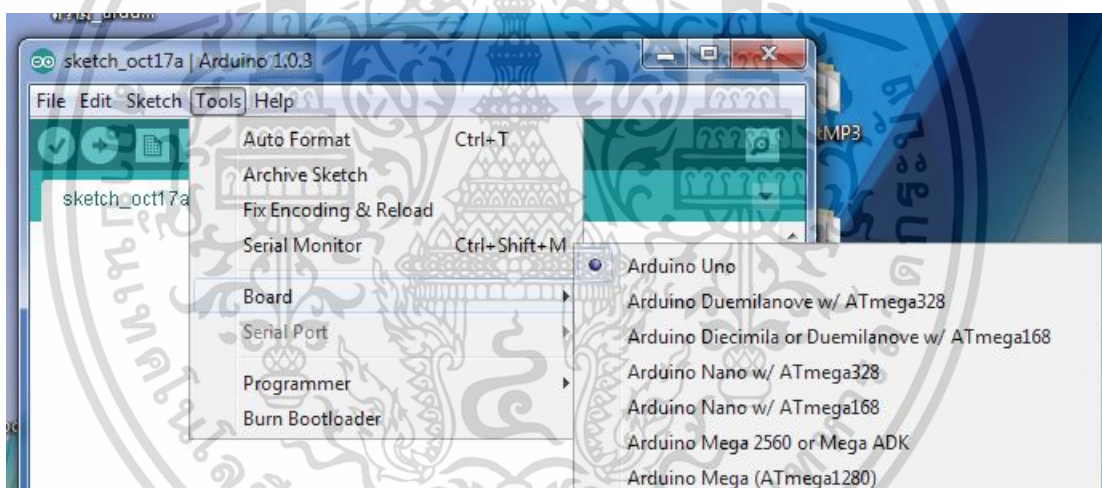 sketch_oct17a | Arduino 1.0.3
File Edit Sketch Tools Help
sketch_oct17a
Auto Format Ctrl+T
Archive Sketch
Fix Encoding & Reload
Serial Monitor Ctrl+Shift+M
Board
Serial Port
Programmer
Burn Bootloader
Arduino Uno
Arduino Duemilanove w/ ATmega328
Arduino Diecimila or Duemilanove w/ ATmega168
Arduino Nano w/ ATmega328
Arduino Nano w/ ATmega168
Arduino Mega 2560 or Mega ADK
Arduino Mega (ATmega1280)
tMP3